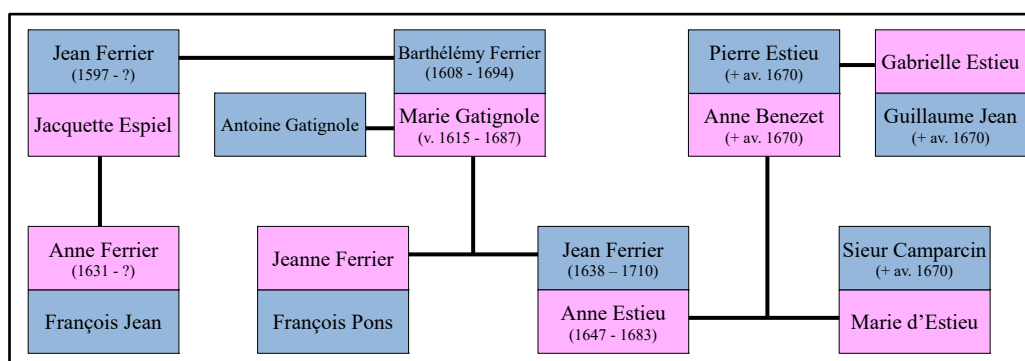 Jean Ferrier
(1597 - ?)
Jacquette Espiel
Barthélémy Ferrier
(1608 - 1694)
Antoine Gatignole
Marie Gatignole
(v. 1615 - 1687)
Pierre Estieu
(+ av. 1670)
Anne Benezet
(+ av. 1670)
Gabrielle Estieu
Guillaume Jean
(+ av. 1670)
Anne Ferrier
(1631 - ?)
François Jean
Jeanne Ferrier
François Pons
Jean Ferrier
(1638 – 1710)
Anne Estieu
(1647 - 1683)
Sieur Camparcin
(+ av. 1670)
Marie d’Estieu